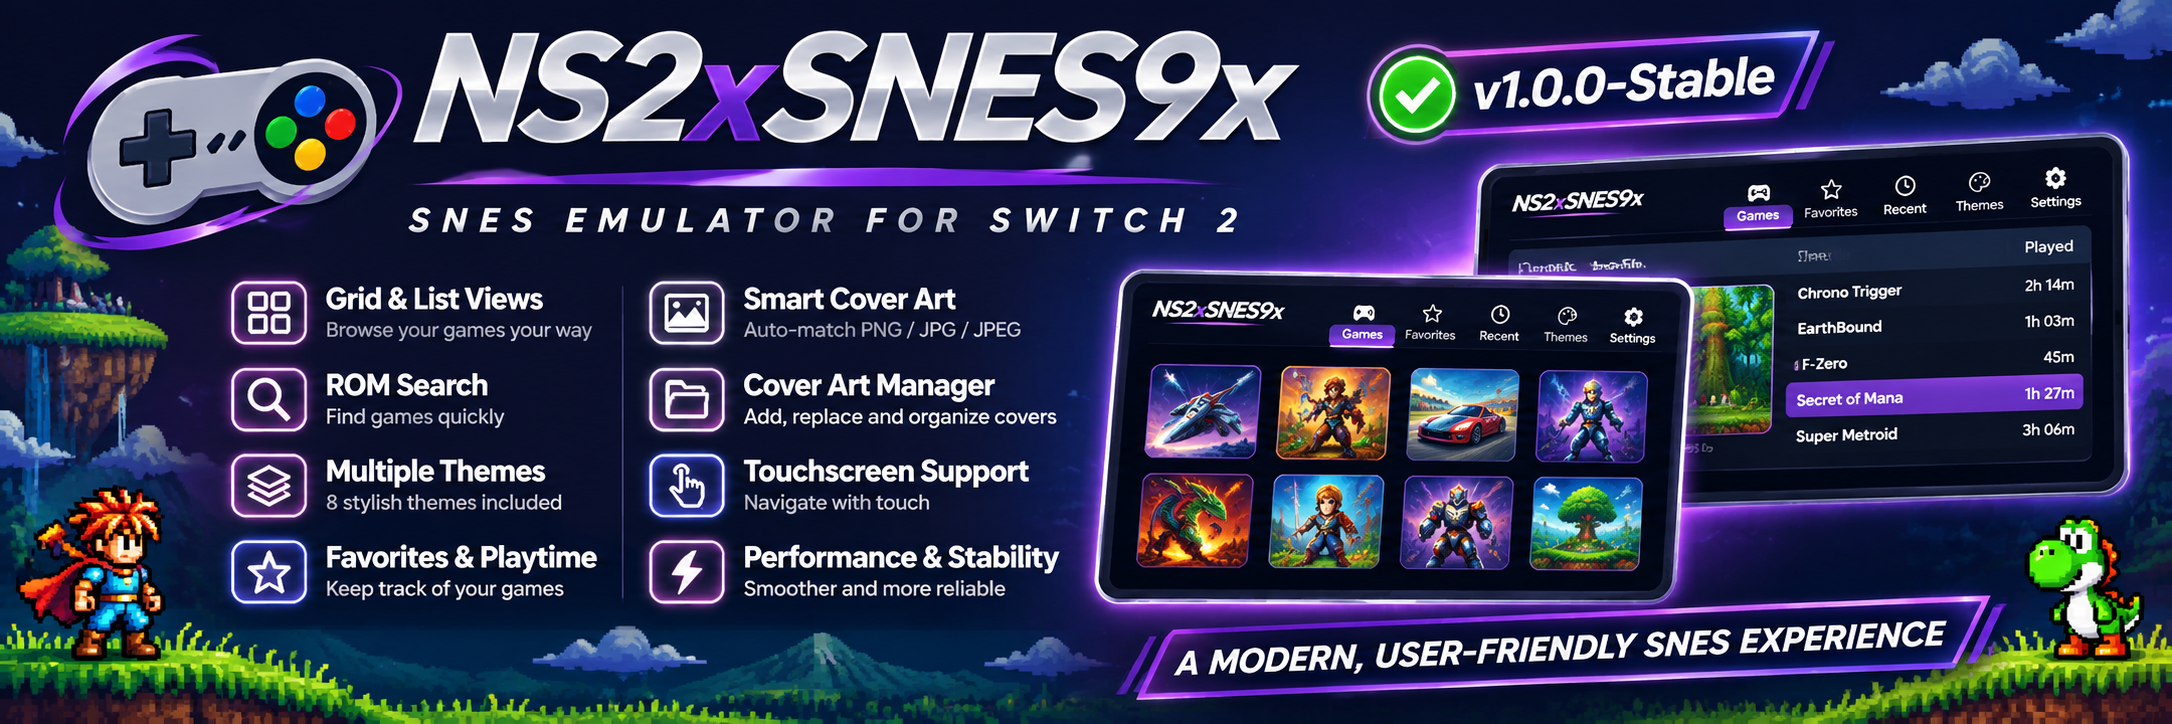 NS2xSNES9x
SNES EMULATOR FOR SWITCH 2
v1.0.0-Stable
Grid & List Views
Browse your games your way
ROM Search
Find games quickly
Multiple Themes
8 stylish themes included
Favorites & Playtime
Keep track of your games
Smart Cover Art
Auto-match PNG / JPG / JPEG
Cover Art Manager
Add, replace and organize covers
Touchscreen Support
Navigate with touch
Performance & Stability
Smoother and more reliable
NS2xSNES9x
Games
Favorites
Recent
Themes
Settings
Played
Chrono Trigger 2h 14m
EarthBound 1h 03m
F-Zero 45m
Secret of Mana 1h 27m
Super Metroid 3h 06m
NS2xSNES9x
Games
Favorites
Recent
Themes
Settings
A MODERN, USER-FRIENDLY SNES EXPERIENCE